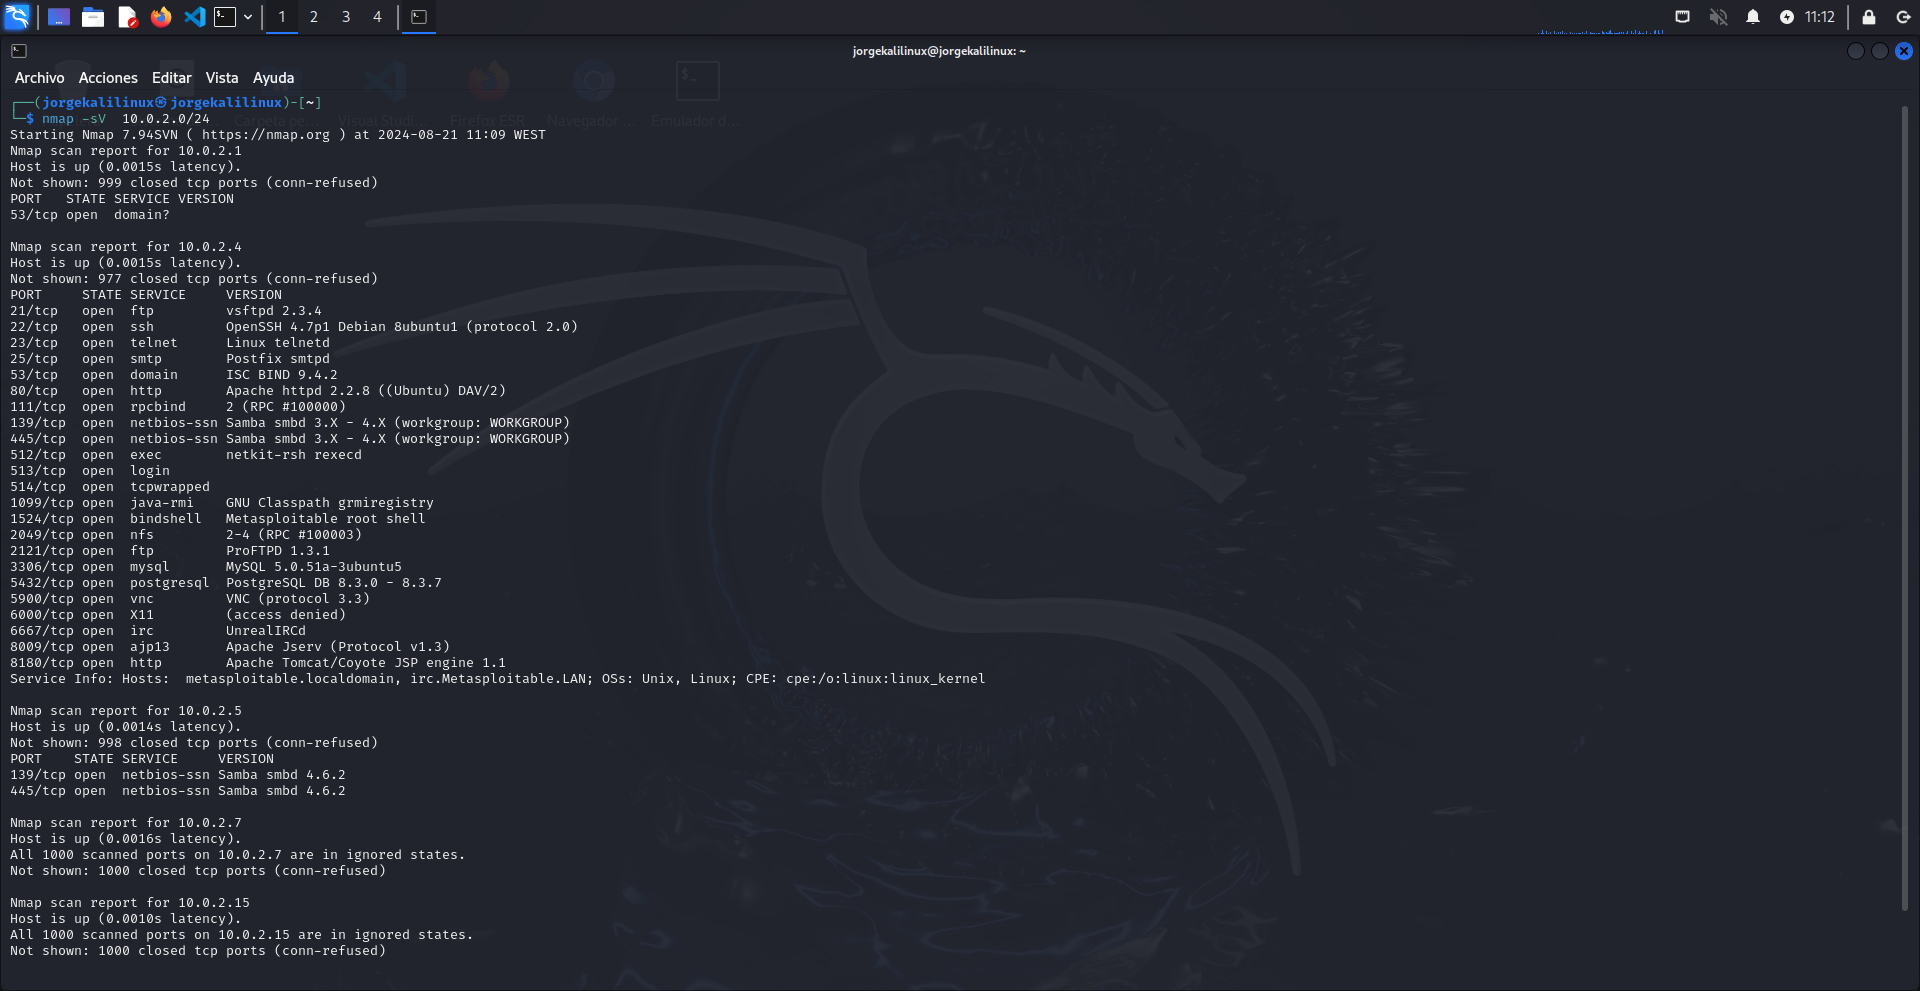 1 2 3 4
11:12
jorgekalilinux@jorgekalilinux: ~
Archivo Acciones Editar Vista Ayuda
┌──(jorgekalilinux㉿jorgekalilinux)-[~]
└─$ nmap -sV  10.0.2.0/24
Starting Nmap 7.94SVN ( https://nmap.org ) at 2024-08-21 11:09 WEST
Nmap scan report for 10.0.2.1
Host is up (0.0015s latency).
Not shown: 999 closed tcp ports (conn-refused)
PORT   STATE SERVICE VERSION
53/tcp open  domain?
Nmap scan report for 10.0.2.4
Host is up (0.0015s latency).
Not shown: 977 closed tcp ports (conn-refused)
PORT     STATE SERVICE     VERSION
21/tcp   open  ftp         vsftpd 2.3.4
22/tcp   open  ssh         OpenSSH 4.7p1 Debian 8ubuntu1 (protocol 2.0)
23/tcp   open  telnet      Linux telnetd
25/tcp   open  smtp        Postfix smtpd
53/tcp   open  domain      ISC BIND 9.4.2
80/tcp   open  http        Apache httpd 2.2.8 ((Ubuntu) DAV/2)
111/tcp  open  rpcbind     2 (RPC #100000)
139/tcp  open  netbios-ssn Samba smbd 3.X - 4.X (workgroup: WORKGROUP)
445/tcp  open  netbios-ssn Samba smbd 3.X - 4.X (workgroup: WORKGROUP)
512/tcp  open  exec        netkit-rsh rexecd
513/tcp  open  login
514/tcp  open  tcpwrapped
1099/tcp open  java-rmi    GNU Classpath grmiregistry
1524/tcp open  bindshell   Metasploitable root shell
2049/tcp open  nfs         2-4 (RPC #100003)
2121/tcp open  ftp         ProFTPD 1.3.1
3306/tcp open  mysql       MySQL 5.0.51a-3ubuntu5
5432/tcp open  postgresql  PostgreSQL DB 8.3.0 - 8.3.7
5900/tcp open  vnc         VNC (protocol 3.3)
6000/tcp open  X11         (access denied)
6667/tcp open  irc         UnrealIRCd
8009/tcp open  ajp13       Apache Jserv (Protocol v1.3)
8180/tcp open  http        Apache Tomcat/Coyote JSP engine 1.1
Service Info: Hosts:  metasploitable.localdomain, irc.Metasploitable.LAN; OSs: Unix, Linux; CPE: cpe:/o:linux:linux_kernel
Nmap scan report for 10.0.2.5
Host is up (0.0014s latency).
Not shown: 998 closed tcp ports (conn-refused)
PORT    STATE SERVICE     VERSION
139/tcp open  netbios-ssn Samba smbd 4.6.2
445/tcp open  netbios-ssn Samba smbd 4.6.2
Nmap scan report for 10.0.2.7
Host is up (0.0016s latency).
All 1000 scanned ports on 10.0.2.7 are in ignored states.
Not shown: 1000 closed tcp ports (conn-refused)
Nmap scan report for 10.0.2.15
Host is up (0.0010s latency).
All 1000 scanned ports on 10.0.2.15 are in ignored states.
Not shown: 1000 closed tcp ports (conn-refused)